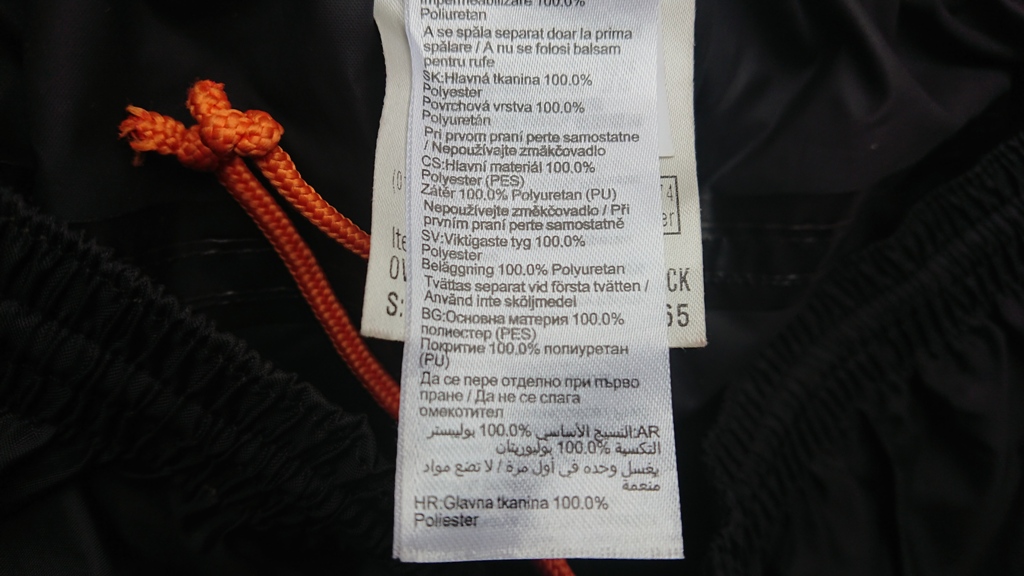 Impermeabilizare 100.0%
Poliuretan
A se spăla separat doar la prima
spălare / A nu se folosi balsam
pentru rufe
SK:Hlavná tkanina 100.0%
Polyester
Povrchová vrstva 100.0%
Polyuretán
Pri prvom praní perte samostatne
/ Nepoužívajte zmäkčovadlo
CS:Hlavní materiál 100.0%
Polyester (PES)
Zátěr 100.0% Polyuretan (PU)
Nepoužívejte změkčovadlo / Při
prvním praní perte samostatně
SV:Viktigaste tyg 100.0%
Polyester
Beläggning 100.0% Polyuretan
Tvättas separat vid första tvätten /
Använd inte sköljmedel
BG:Основна материя 100.0%
полиестер (PES)
Покритие 100.0% полиуретан
(PU)
Да се пере отделно при първо
пране / Да не се слага
омекотител
AR:النسيج الأساسي 100.0% بوليستر
التكسية 100.0% بوليوريتان
يغسل وحده في أول مرة / لا تضع مواد
منعمة
HR:Glavna tkanina 100.0%
Poliester
S: